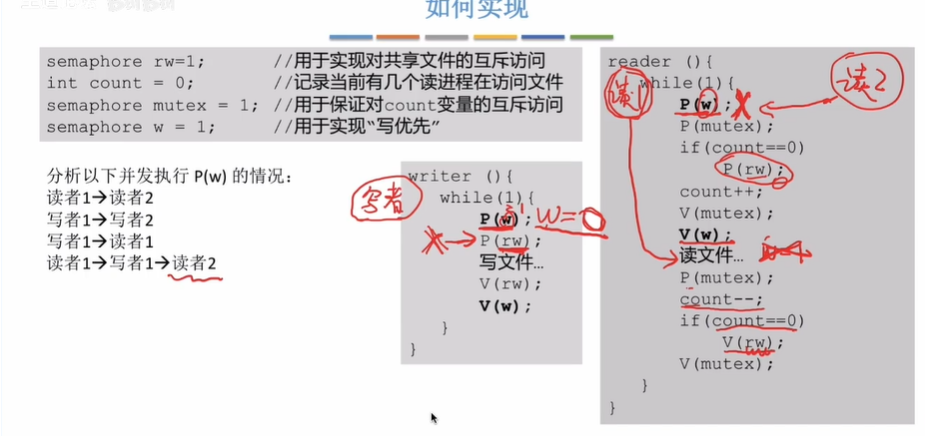 如何实现
semaphore rw=1; //用于实现对共享文件的互斥访问
int count = 0; //记录当前有几个读进程在访问文件
semaphore mutex = 1; //用于保证对count变量的互斥访问
semaphore w = 1; //用于实现“写优先”
分析以下并发执行 P(w) 的情况：
读者1→读者2
写者1→写者2
写者1→读者1
读者1→写者1→读者2
写者
writer (){
while(1){
P(w); w=0
P(rw);
写文件…
V(rw);
V(w);
}
}
读1
读2
reader (){
while(1){
P(w);
P(mutex);
if(count==0)
P(rw);
count++;
V(mutex);
V(w);
读文件…
P(mutex);
count--;
if(count==0)
V(rw);
V(mutex);
}
}